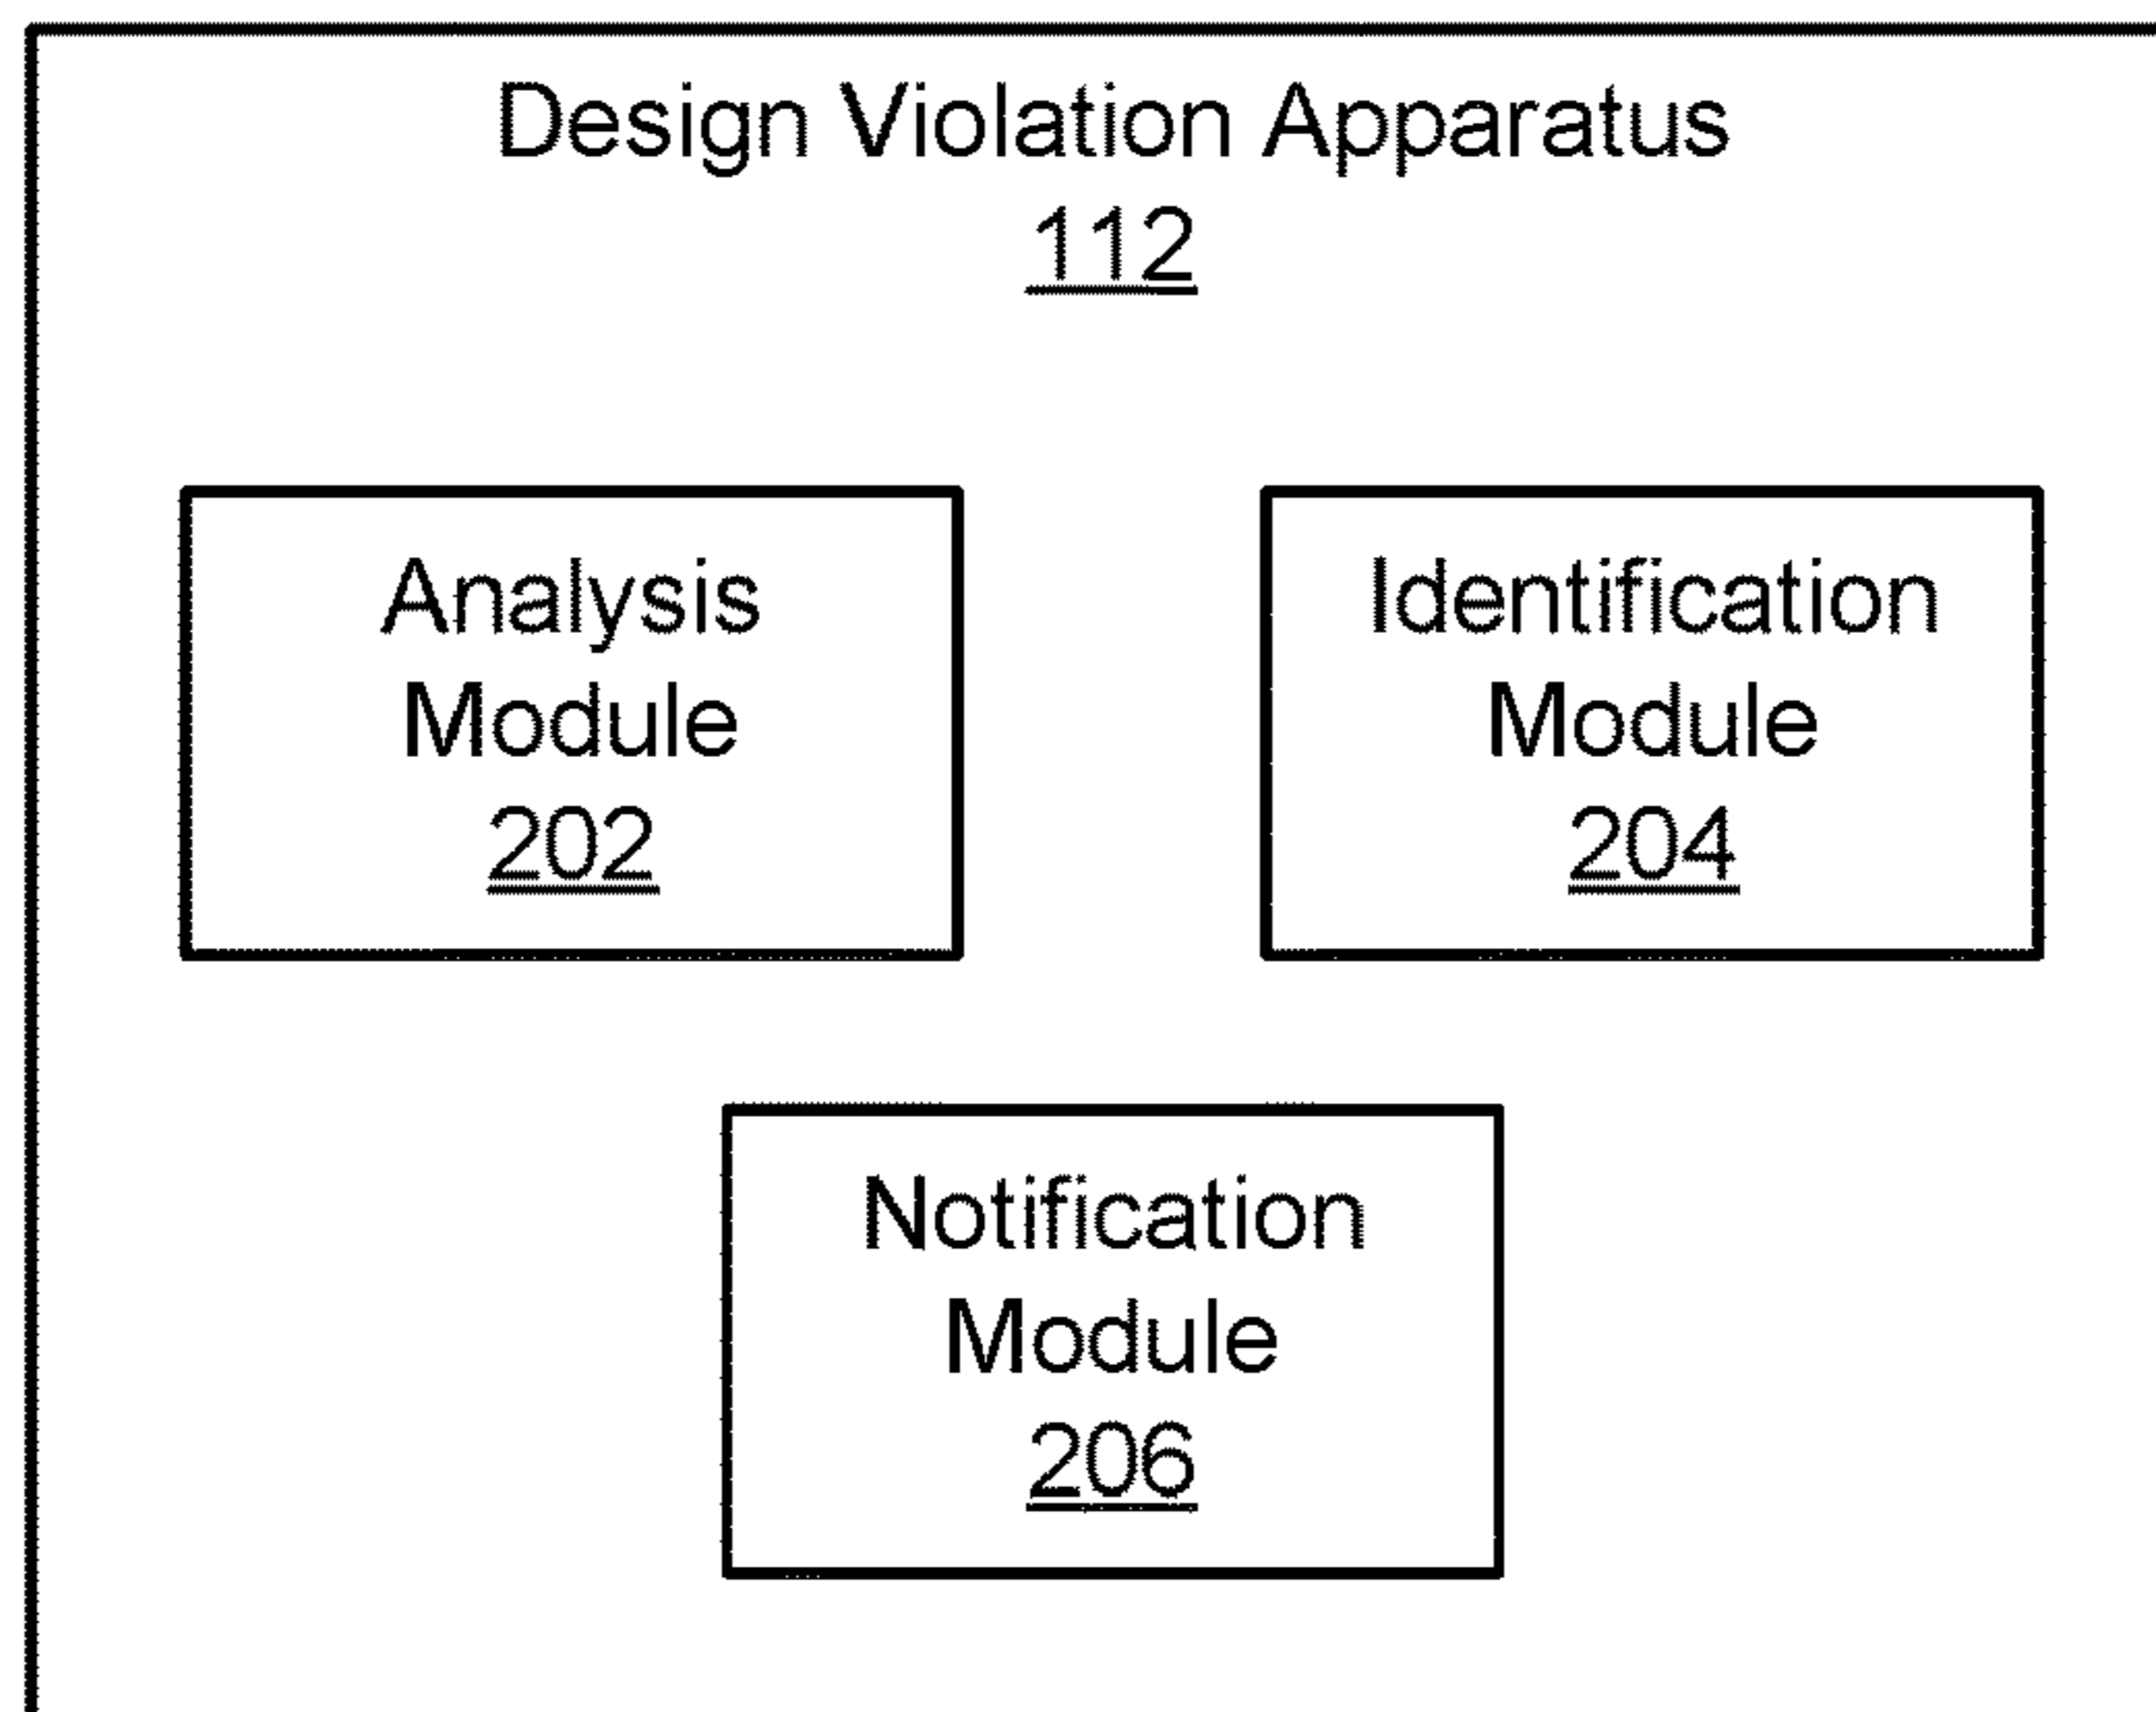 Design Violation Apparatus
112
Analysis
Module
202
Identification
Module
204
Notification
Module
206